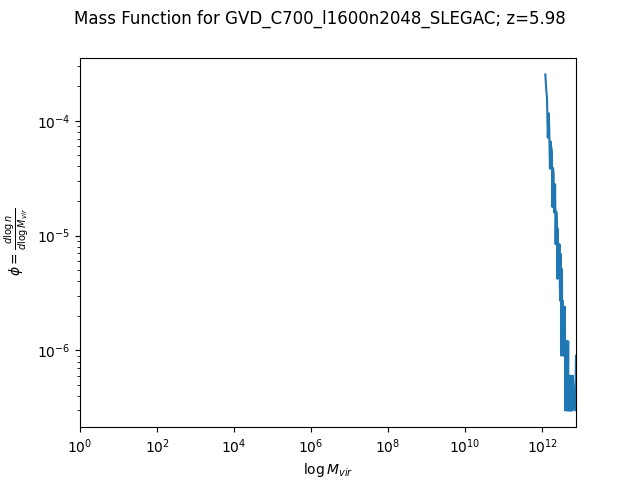 Mass Function for GVD_C700_l1600n2048_SLEGAC; z=5.98
10⁻⁴
10⁻⁵
10⁻⁶
ϕ = d log n / d log M_vir
10⁰ 10² 10⁴ 10⁶ 10⁸ 10¹⁰ 10¹²
log M_vir